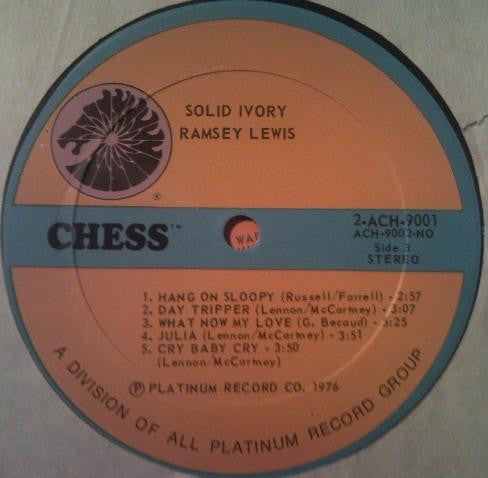 SOLID IVORY
RAMSEY LEWIS
®
CHESS™
2-ACH-9001
ACH-9002-NO
Side 3
STEREO
1. HANG ON SLOOPY (Russell/Farrell) - 2:57
2. DAY TRIPPER (Lennon/McCartney) - 3:07
3. WHAT NOW MY LOVE (G. Becaud) - 3:25
4. JULIA (Lennon/McCartney) - 3:51
5. CRY BABY CRY - 3:50
(Lennon/McCartney)
℗ PLATINUM RECORD CO. 1976
A DIVISION OF ALL PLATINUM RECORD GROUP